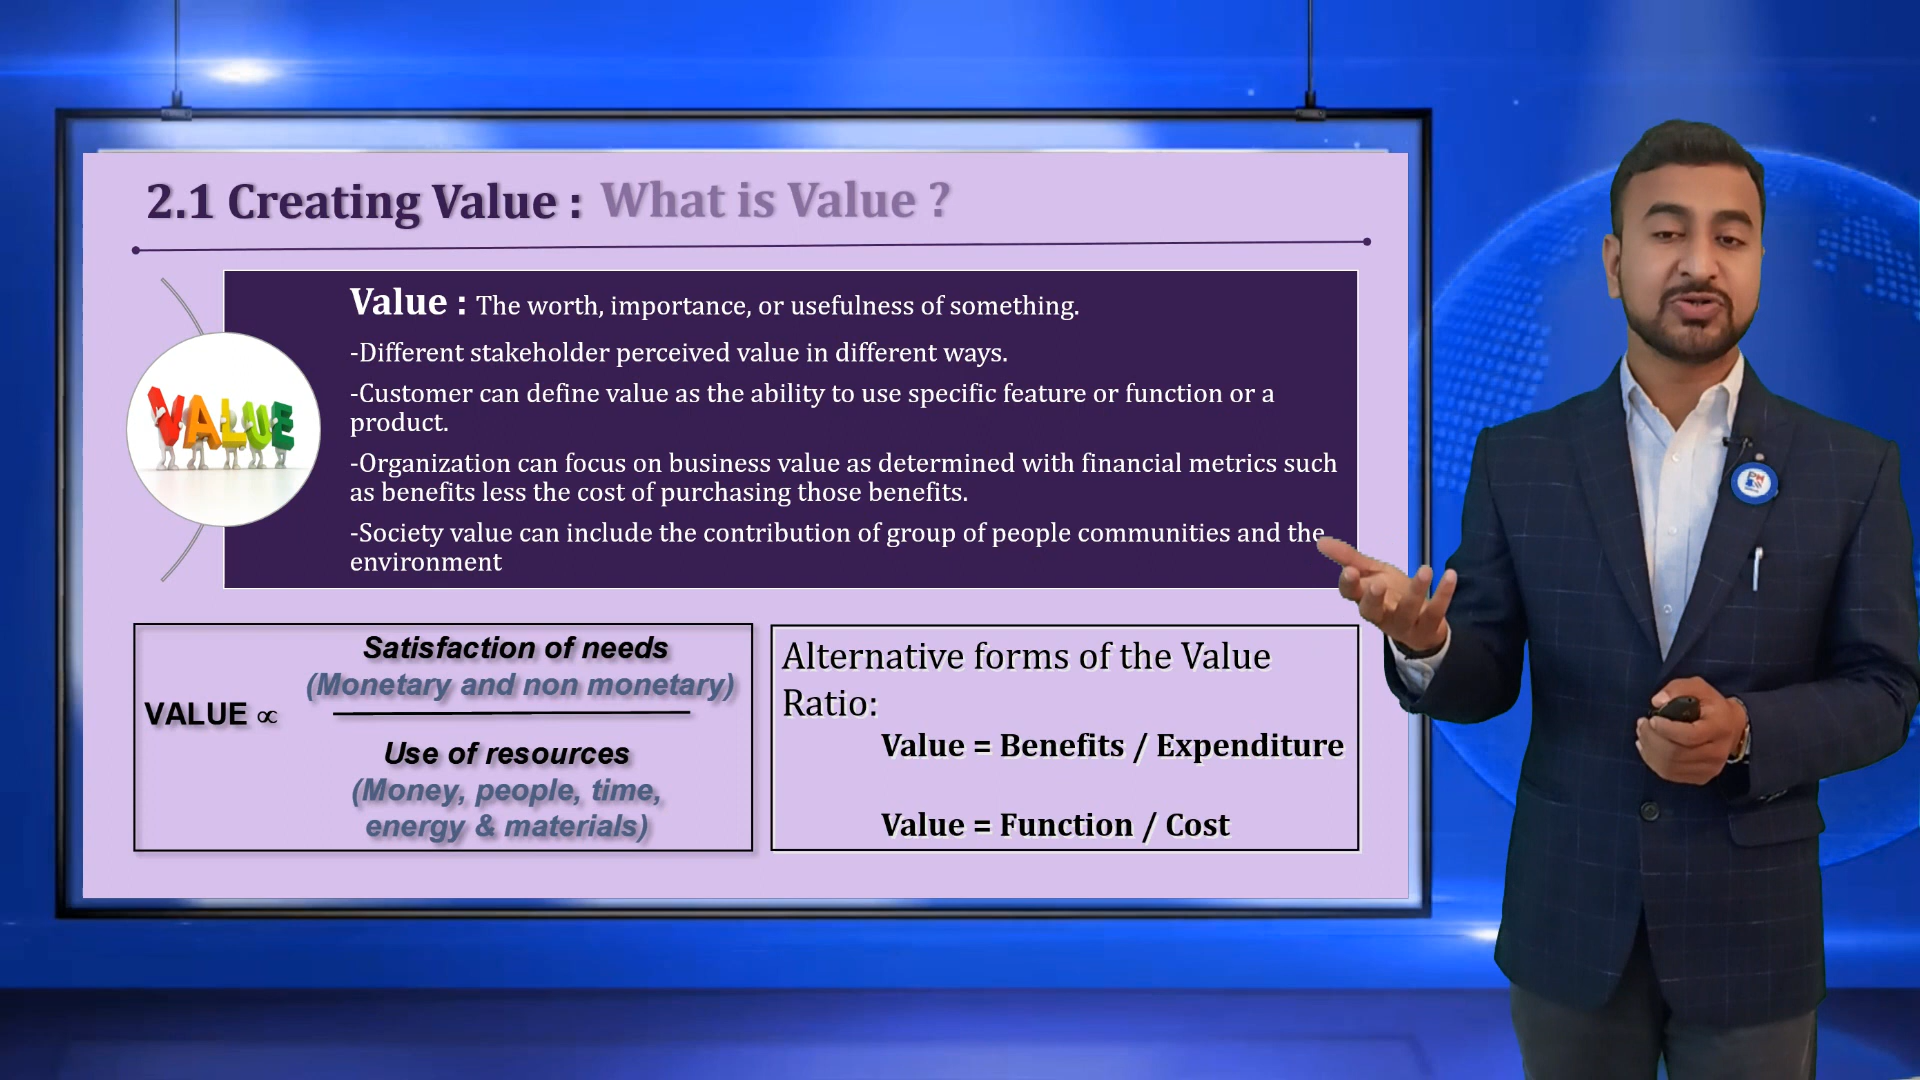 2.1 Creating Value : What is Value ?
Value : The worth, importance, or usefulness of something.
-Different stakeholder perceived value in different ways.
-Customer can define value as the ability to use specific feature or function or a
product.
-Organization can focus on business value as determined with financial metrics such
as benefits less the cost of purchasing those benefits.
-Society value can include the contribution of group of people communities and the
environment
VALUE
Satisfaction of needs
(Monetary and non monetary)
VALUE ∝
Use of resources
(Money, people, time,
energy & materials)
Alternative forms of the Value
Ratio:
Value = Benefits / Expenditure
Value = Function / Cost